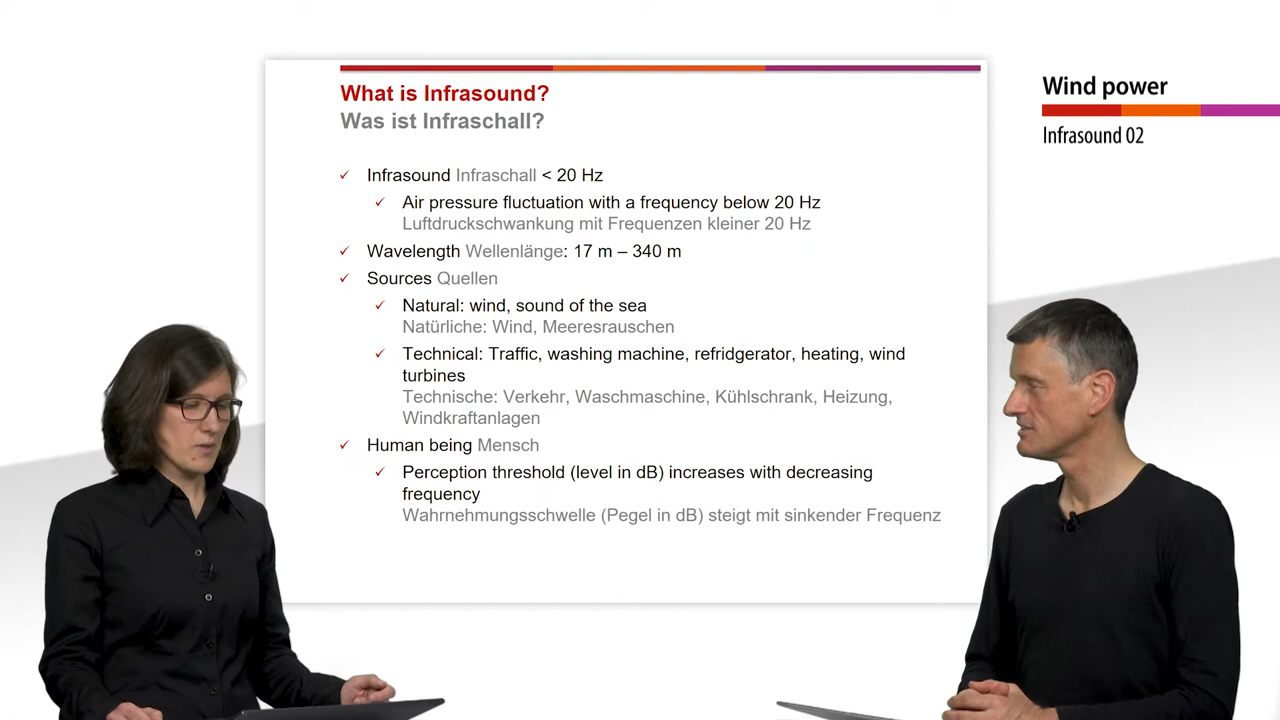 What is Infrasound?
Was ist Infraschall?
Infrasound Infraschall < 20 Hz
Air pressure fluctuation with a frequency below 20 Hz
Luftdruckschwankung mit Frequenzen kleiner 20 Hz
Wavelength Wellenlänge: 17 m – 340 m
Sources Quellen
Natural: wind, sound of the sea
Natürliche: Wind, Meeresrauschen
Technical: Traffic, washing machine, refridgerator, heating, wind
turbines
Technische: Verkehr, Waschmaschine, Kühlschrank, Heizung,
Windkraftanlagen
Human being Mensch
Perception threshold (level in dB) increases with decreasing
frequency
Wahrnehmungsschwelle (Pegel in dB) steigt mit sinkender Frequenz
Wind power
Infrasound 02